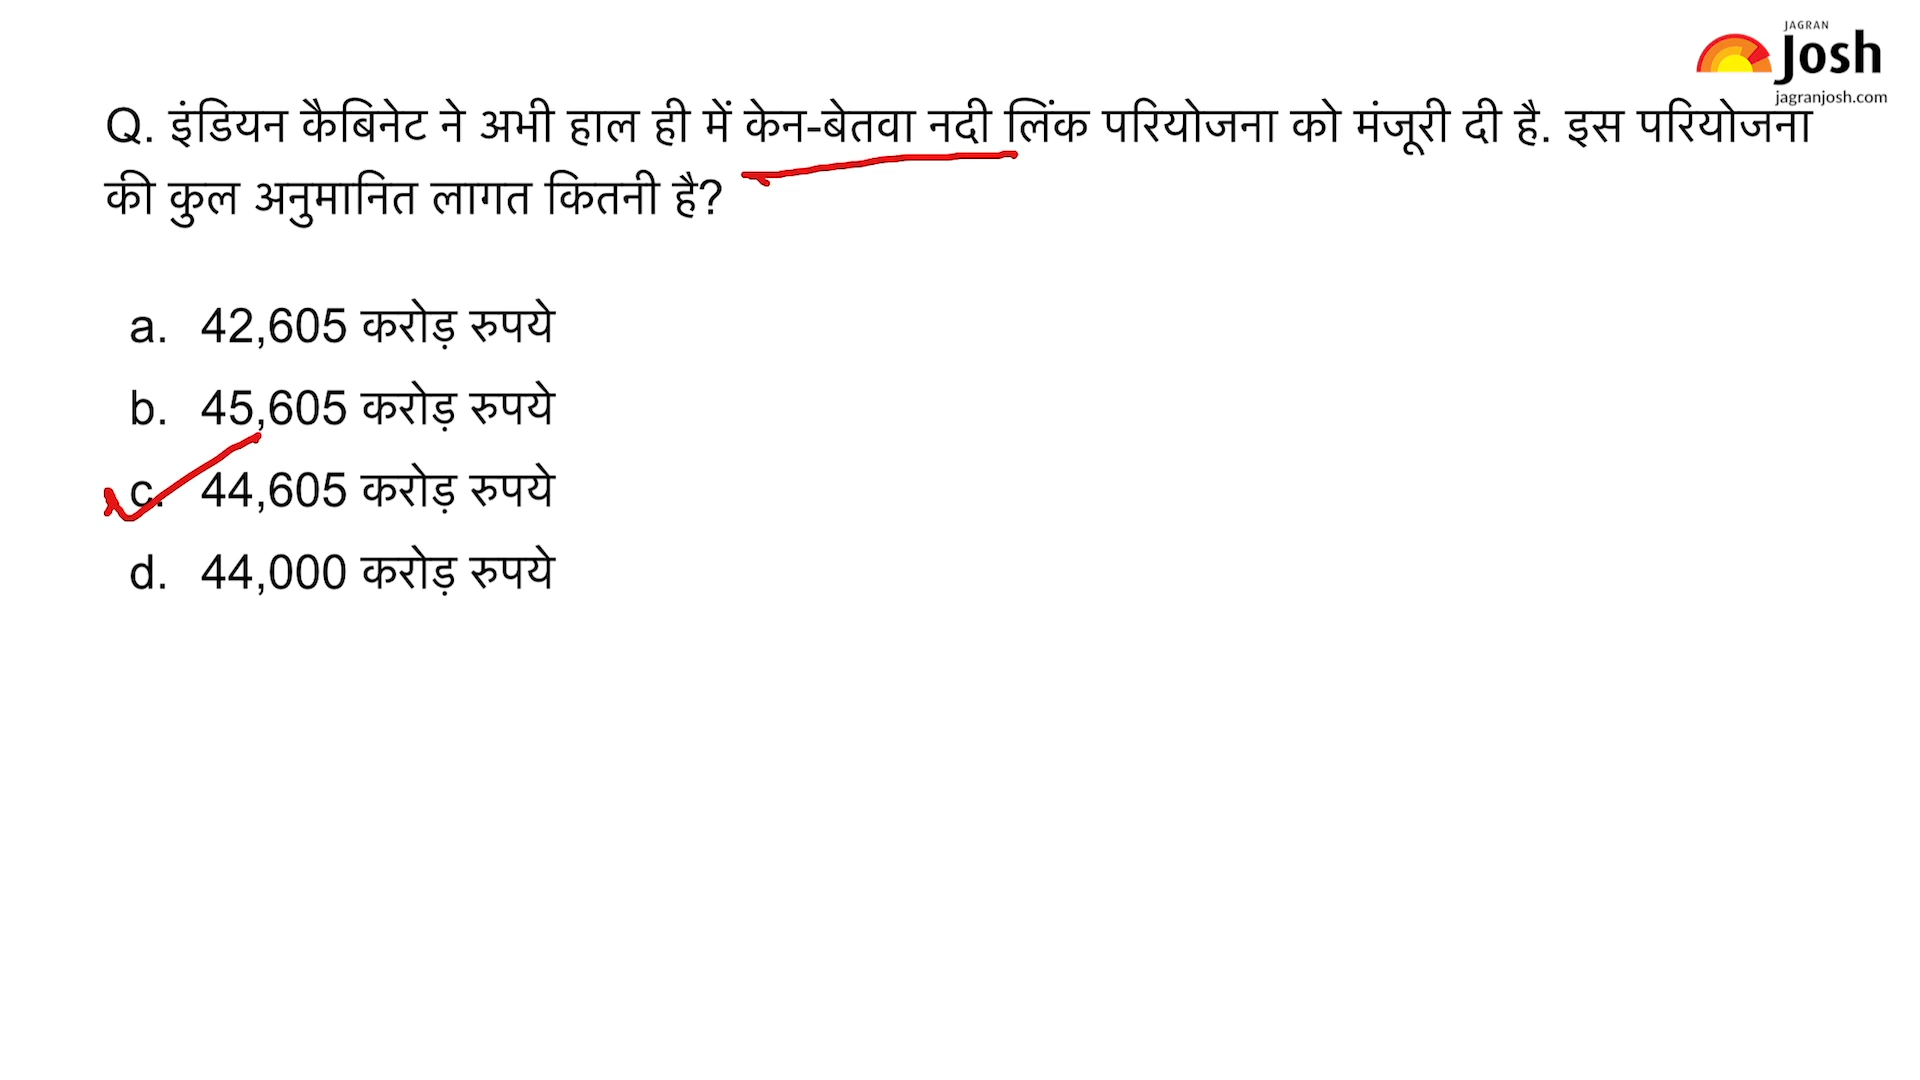 JAGRAN
Josh
jagranjosh.com
Q. इंडियन कैबिनेट ने अभी हाल ही में केन-बेतवा नदी लिंक परियोजना को मंजूरी दी है. इस परियोजना
की कुल अनुमानित लागत कितनी है?
a. 42,605 करोड़ रुपये
b. 45,605 करोड़ रुपये
c. 44,605 करोड़ रुपये
d. 44,000 करोड़ रुपये